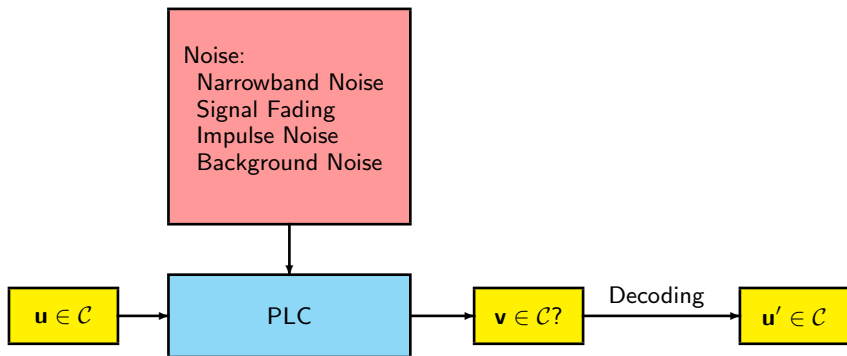 Noise:
Narrowband Noise
Signal Fading
Impulse Noise
Background Noise
u ∈ 𝒞
PLC
v ∈ 𝒞?
Decoding
u′ ∈ 𝒞